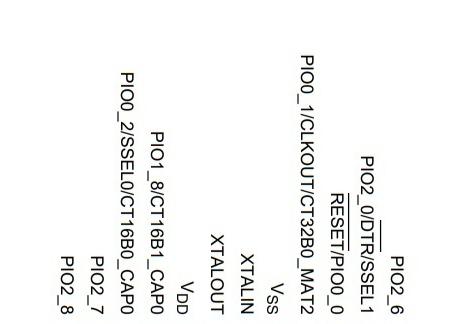 PIO2_6
PIO2_0/DTR/SSEL1
RESET/PIO0_0
PIO0_1/CLKOUT/CT32B0_MAT2
VSS
XTALIN
XTALOUT
VDD
PIO1_8/CT16B1_CAP0
PIO0_2/SSEL0/CT16B0_CAP0
PIO2_7
PIO2_8